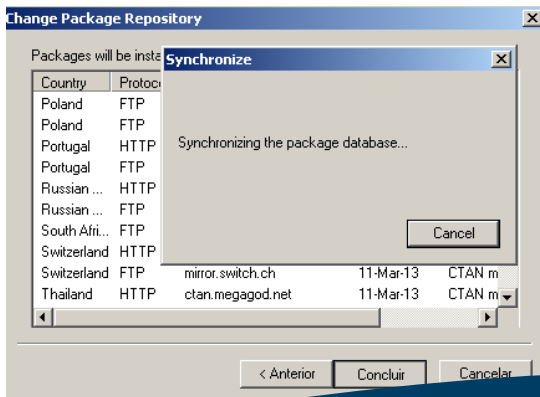 Change Package Repository
Packages will be insta
Synchronize
Synchronizing the package database...
Cancel
Country Protoc
Poland FTP
Poland FTP
Portugal HTTP
Portugal FTP
Russian ... HTTP
Russian ... FTP
South Afri... FTP
Switzerland HTTP
Switzerland FTP mirror.switch.ch 11-Mar-13 CTAN m
Thailand HTTP ctan.megagod.net 11-Mar-13 CTAN m
< Anterior Concluir Cancelar